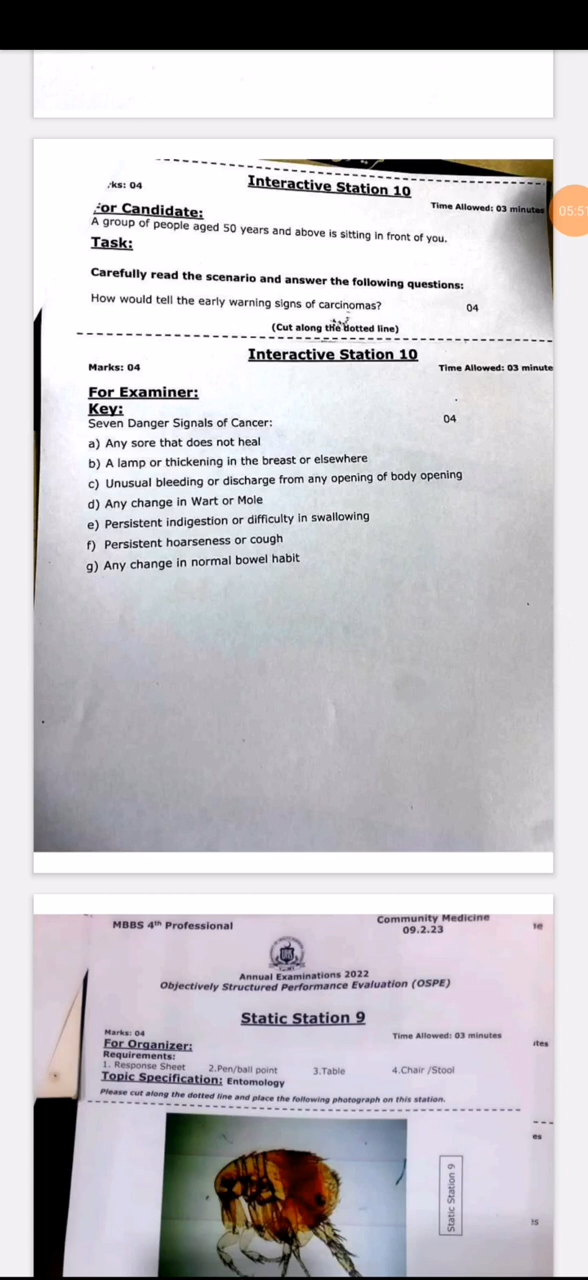 :ks: 04
Interactive Station 10
Time Allowed: 03 minutes
05:51
For Candidate:
A group of people aged 50 years and above is sitting in front of you.
Task:
Carefully read the scenario and answer the following questions:
How would tell the early warning signs of carcinomas? 04
(Cut along the dotted line)
Interactive Station 10
Marks: 04
Time Allowed: 03 minute
For Examiner:
Key:
Seven Danger Signals of Cancer: 04
a) Any sore that does not heal
b) A lamp or thickening in the breast or elsewhere
c) Unusual bleeding or discharge from any opening of body opening
d) Any change in Wart or Mole
e) Persistent indigestion or difficulty in swallowing
f) Persistent hoarseness or cough
g) Any change in normal bowel habit
MBBS 4th Professional
Community Medicine
09.2.23
Annual Examinations 2022
Objectively Structured Performance Evaluation (OSPE)
Static Station 9
Marks: 04
Time Allowed: 03 minutes
For Organizer:
Requirements:
1. Response Sheet 2.Pen/ball point 3.Table 4.Chair /Stool
Topic Specification: Entomology
Please cut along the dotted line and place the following photograph on this station.
Static Station 9